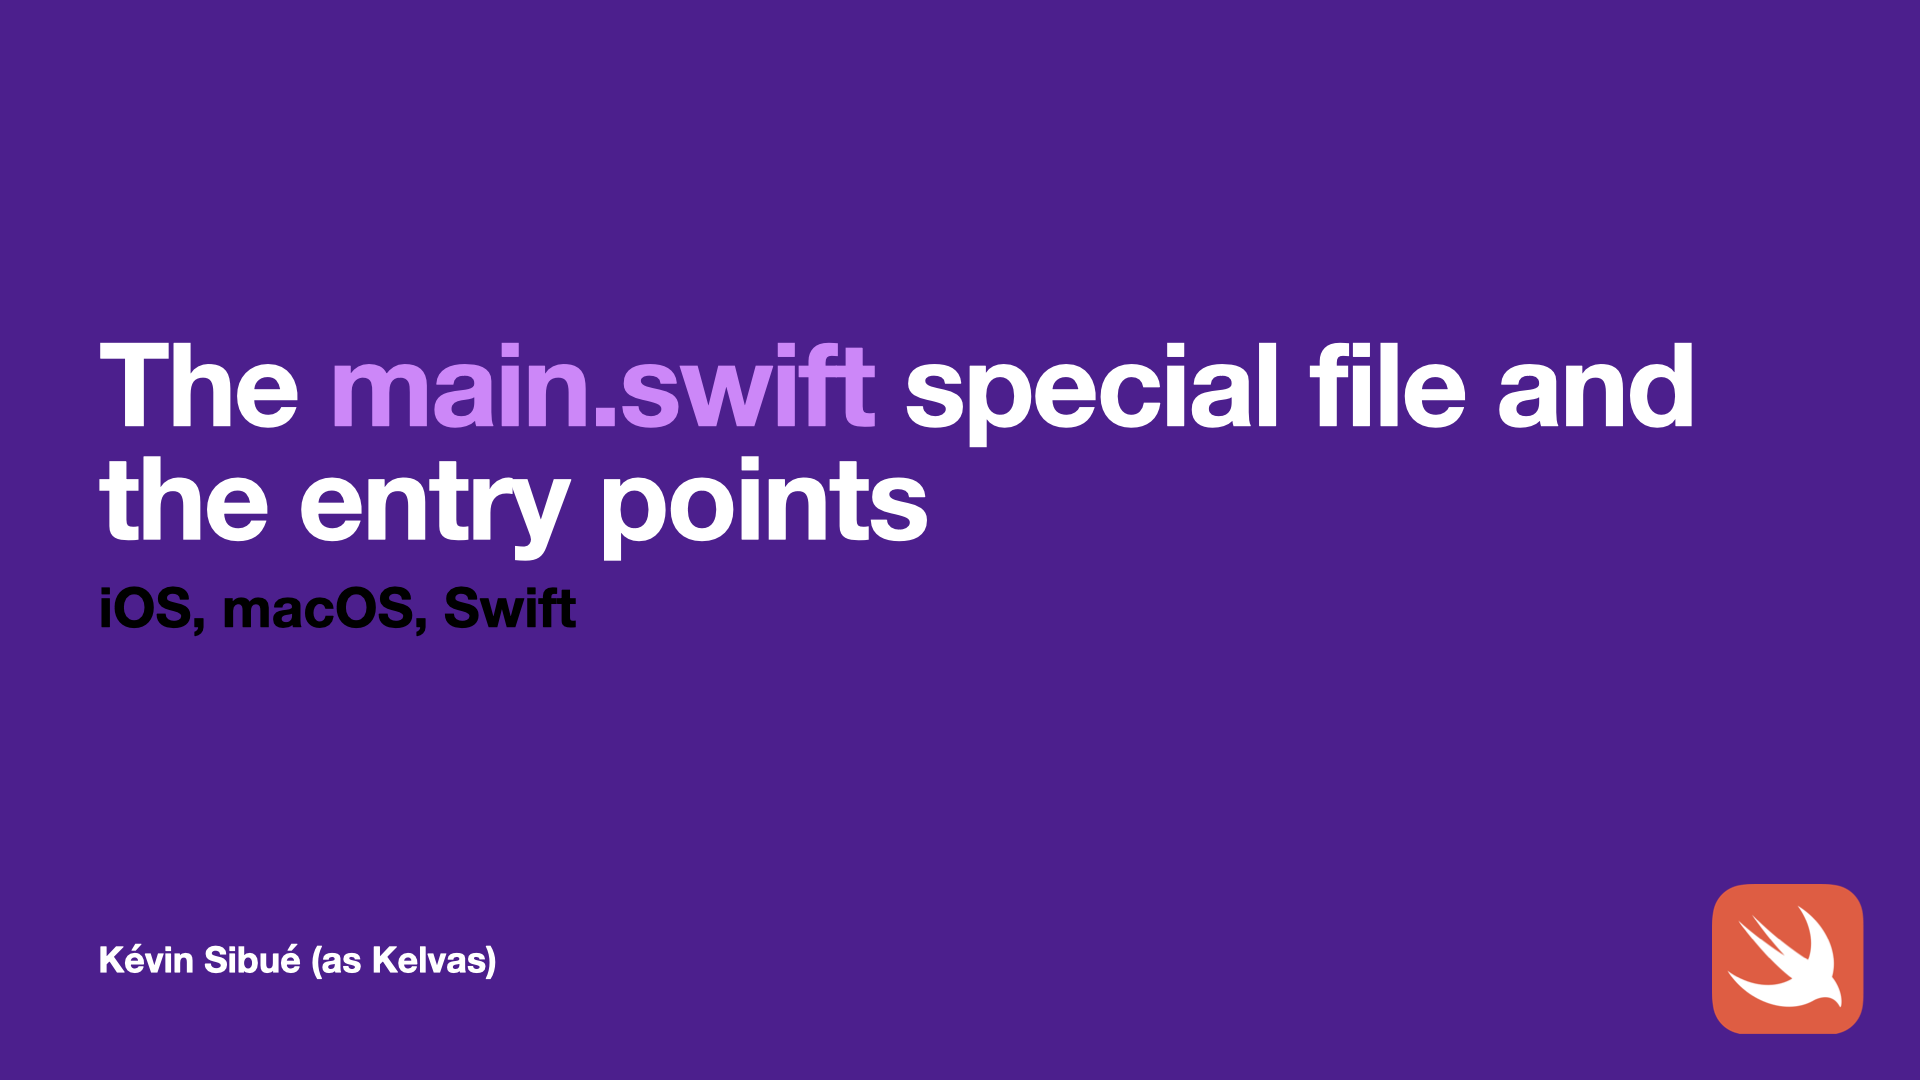 The main.swift special file and
the entry points
iOS, macOS, Swift
Kévin Sibué (as Kelvas)